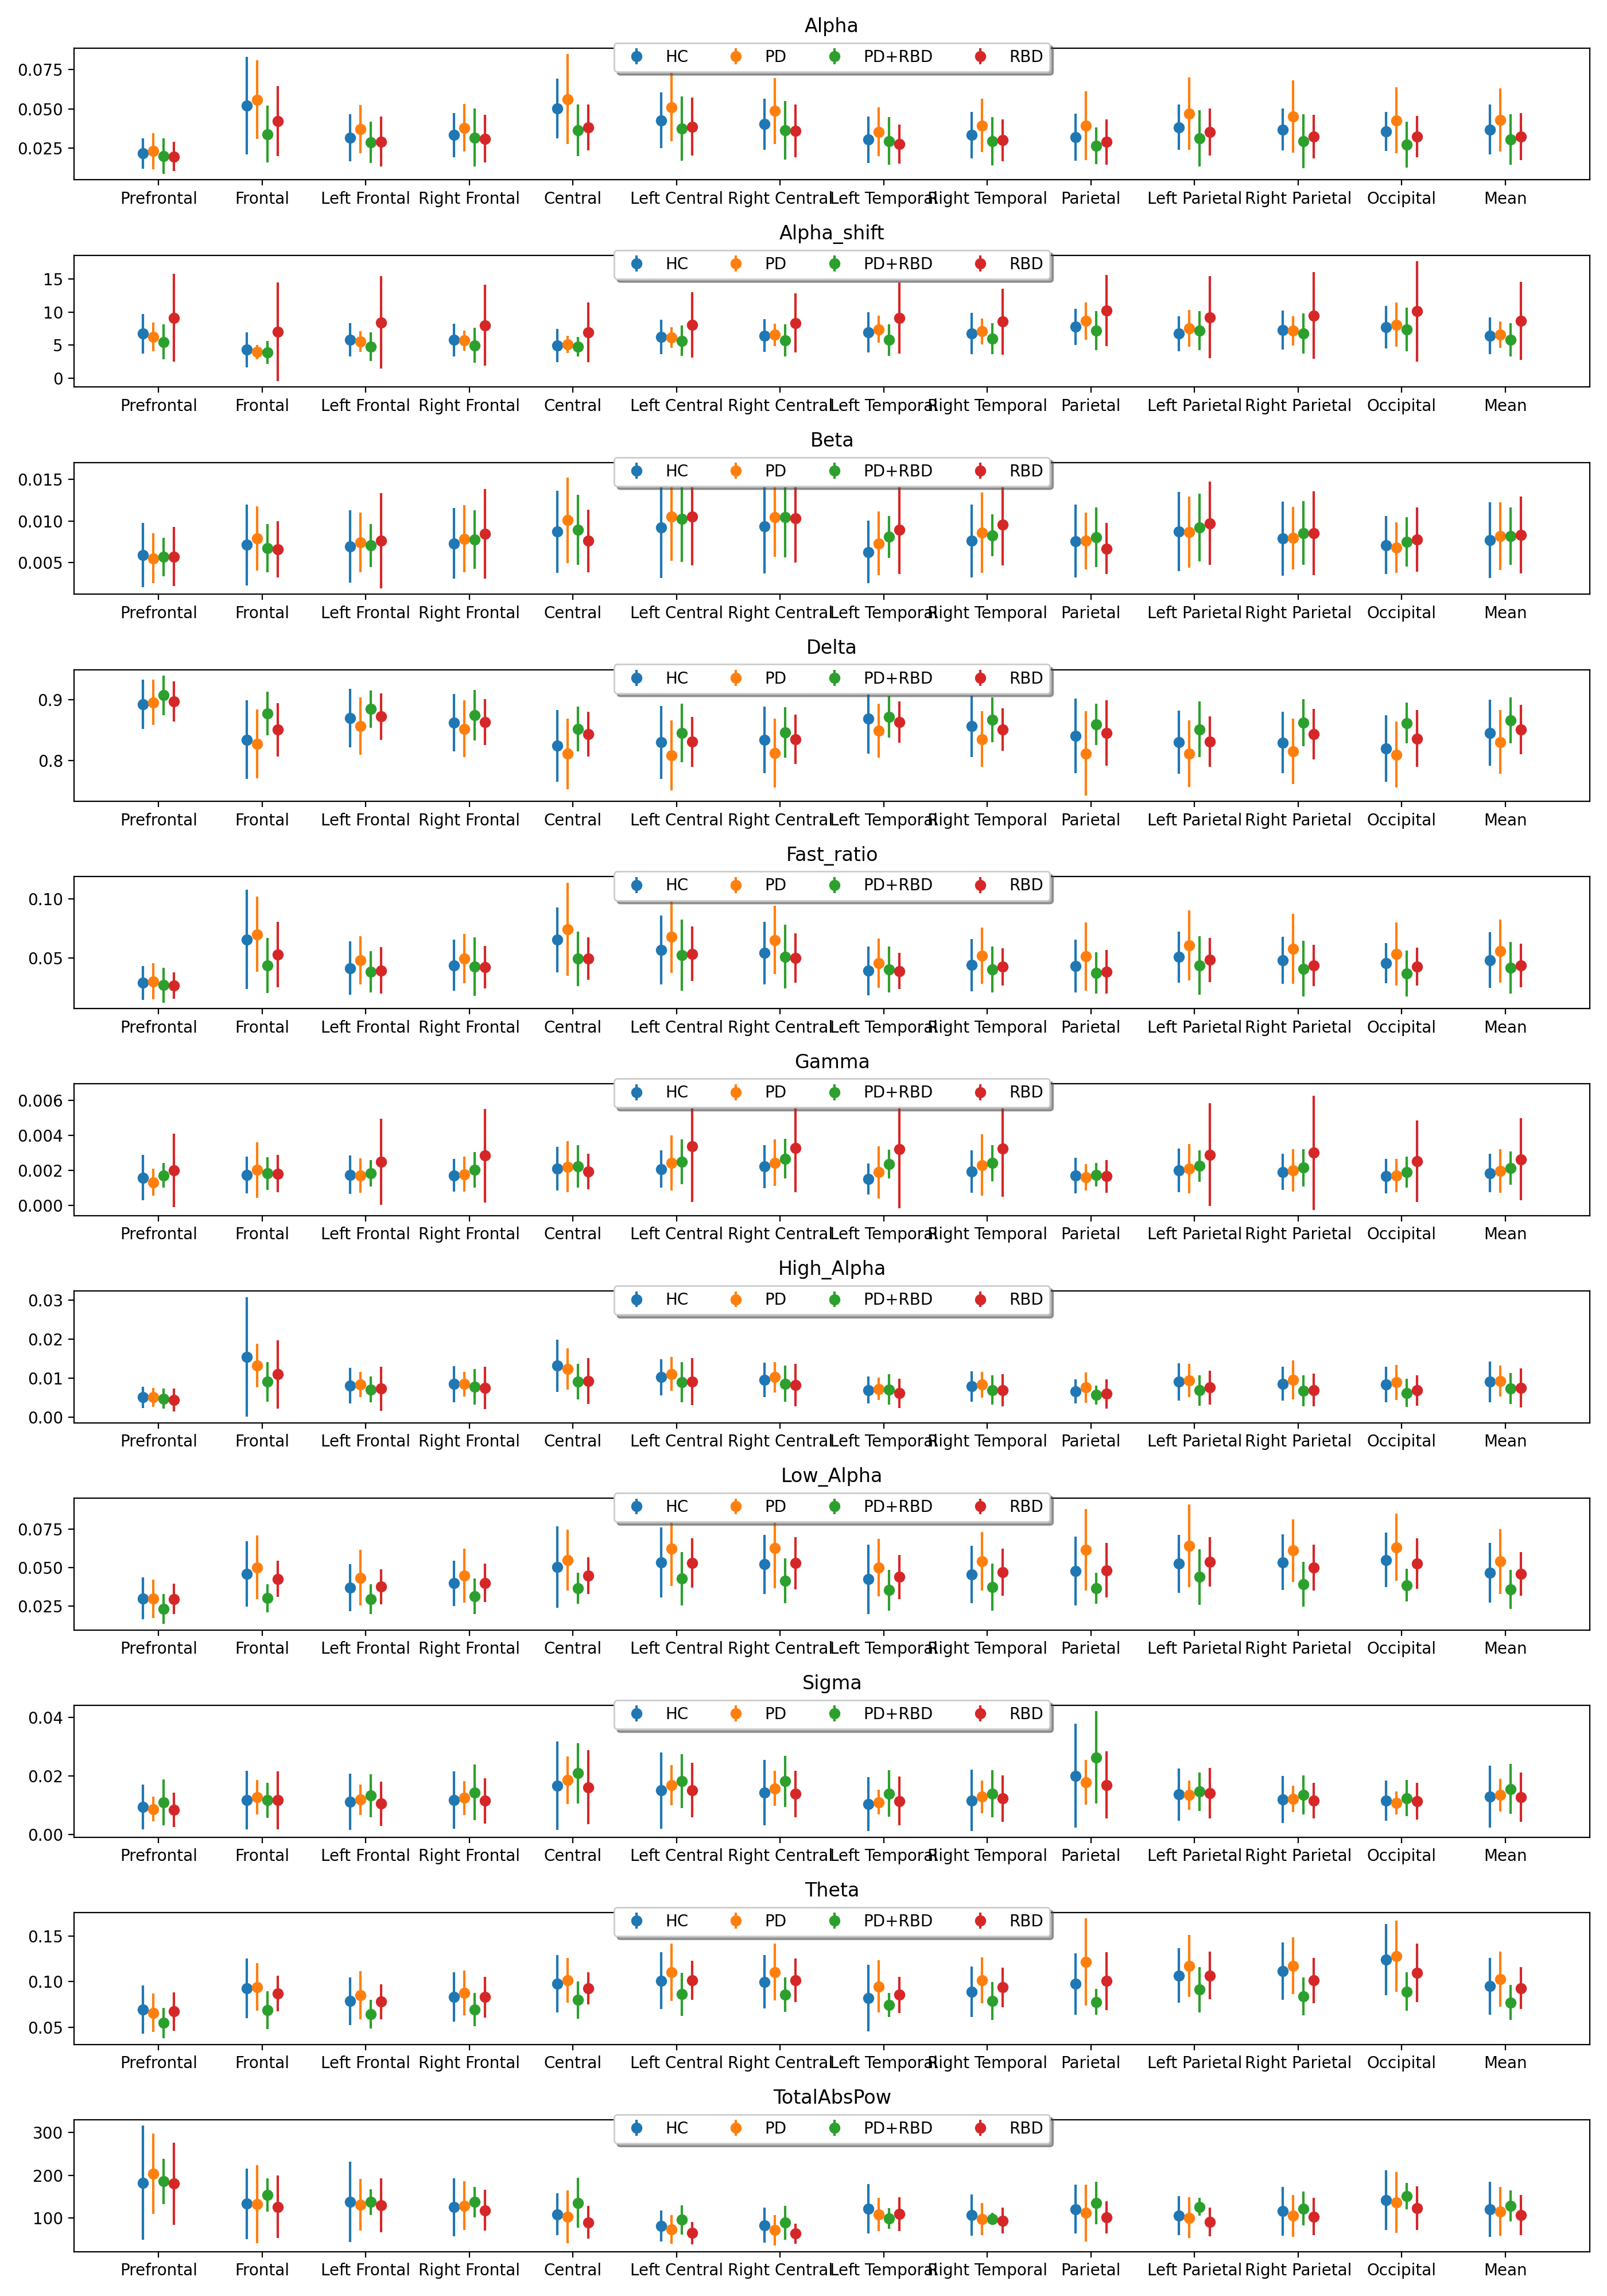 Alpha
HC PD PD+RBD RBD
0.075
0.050
0.025
Prefrontal Frontal Left Frontal Right Frontal Central Left Central Right Central Left Temporal Right Temporal Parietal Left Parietal Right Parietal Occipital Mean
Alpha_shift
HC PD PD+RBD RBD
15
10
5
0
Prefrontal Frontal Left Frontal Right Frontal Central Left Central Right Central Left Temporal Right Temporal Parietal Left Parietal Right Parietal Occipital Mean
Beta
HC PD PD+RBD RBD
0.015
0.010
0.005
Prefrontal Frontal Left Frontal Right Frontal Central Left Central Right Central Left Temporal Right Temporal Parietal Left Parietal Right Parietal Occipital Mean
Delta
HC PD PD+RBD RBD
0.9
0.8
Prefrontal Frontal Left Frontal Right Frontal Central Left Central Right Central Left Temporal Right Temporal Parietal Left Parietal Right Parietal Occipital Mean
Fast_ratio
HC PD PD+RBD RBD
0.10
0.05
Prefrontal Frontal Left Frontal Right Frontal Central Left Central Right Central Left Temporal Right Temporal Parietal Left Parietal Right Parietal Occipital Mean
Gamma
HC PD PD+RBD RBD
0.006
0.004
0.002
0.000
Prefrontal Frontal Left Frontal Right Frontal Central Left Central Right Central Left Temporal Right Temporal Parietal Left Parietal Right Parietal Occipital Mean
High_Alpha
HC PD PD+RBD RBD
0.03
0.02
0.01
0.00
Prefrontal Frontal Left Frontal Right Frontal Central Left Central Right Central Left Temporal Right Temporal Parietal Left Parietal Right Parietal Occipital Mean
Low_Alpha
HC PD PD+RBD RBD
0.075
0.050
0.025
Prefrontal Frontal Left Frontal Right Frontal Central Left Central Right Central Left Temporal Right Temporal Parietal Left Parietal Right Parietal Occipital Mean
Sigma
HC PD PD+RBD RBD
0.04
0.02
0.00
Prefrontal Frontal Left Frontal Right Frontal Central Left Central Right Central Left Temporal Right Temporal Parietal Left Parietal Right Parietal Occipital Mean
Theta
HC PD PD+RBD RBD
0.15
0.10
0.05
Prefrontal Frontal Left Frontal Right Frontal Central Left Central Right Central Left Temporal Right Temporal Parietal Left Parietal Right Parietal Occipital Mean
TotalAbsPow
HC PD PD+RBD RBD
300
200
100
Prefrontal Frontal Left Frontal Right Frontal Central Left Central Right Central Left Temporal Right Temporal Parietal Left Parietal Right Parietal Occipital Mean